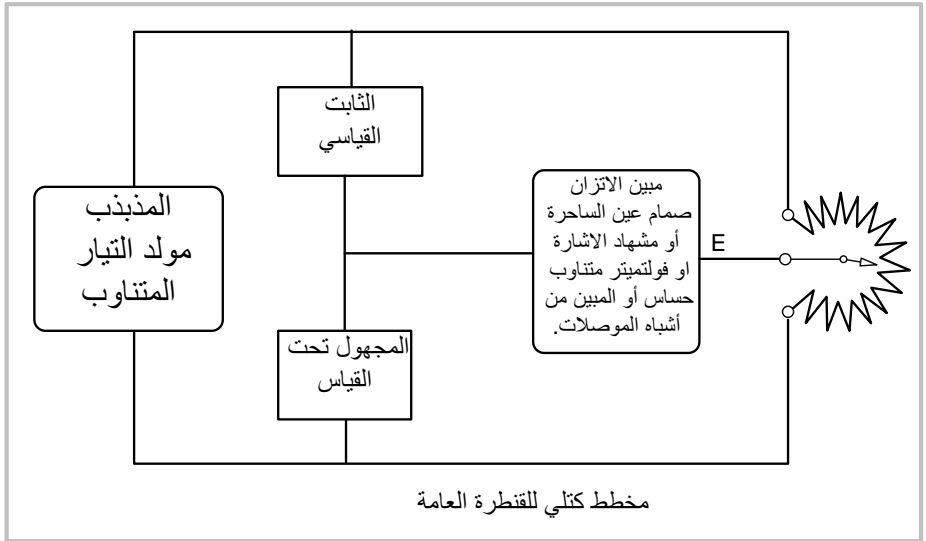 الثابت
القياسي
المذبذب
مولد التيار
المتناوب
مبين الاتزان
صمام عين الساحرة
أو مشهاد الاشارة
او فولتميتر متناوب
حساس أو المبين من
أشباه الموصلات.
E
المجهول تحت
القياس
مخطط كتلي للقنطرة العامة